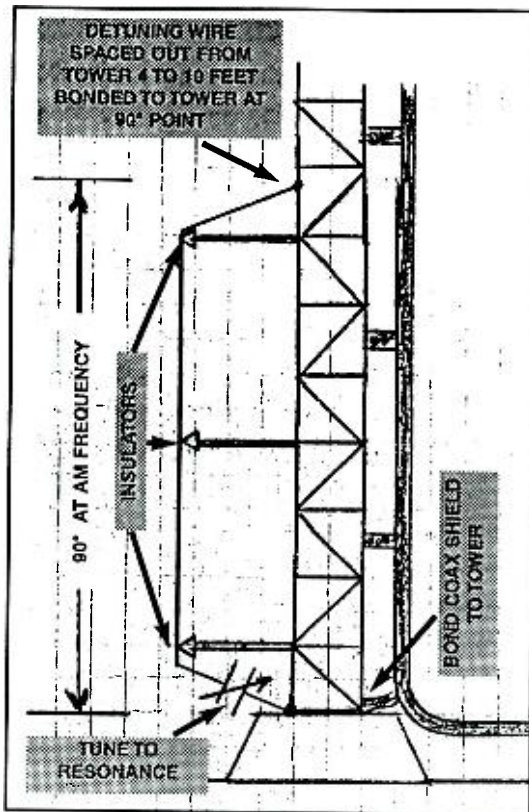 DETUNING WIRE
SPACED OUT FROM
TOWER 4 TO 10 FEET
BONDED TO TOWER AT
90° POINT
90° AT AM FREQUENCY
INSULATORS
BOND COAX SHIELD
TO TOWER
TUNE TO
RESONANCE